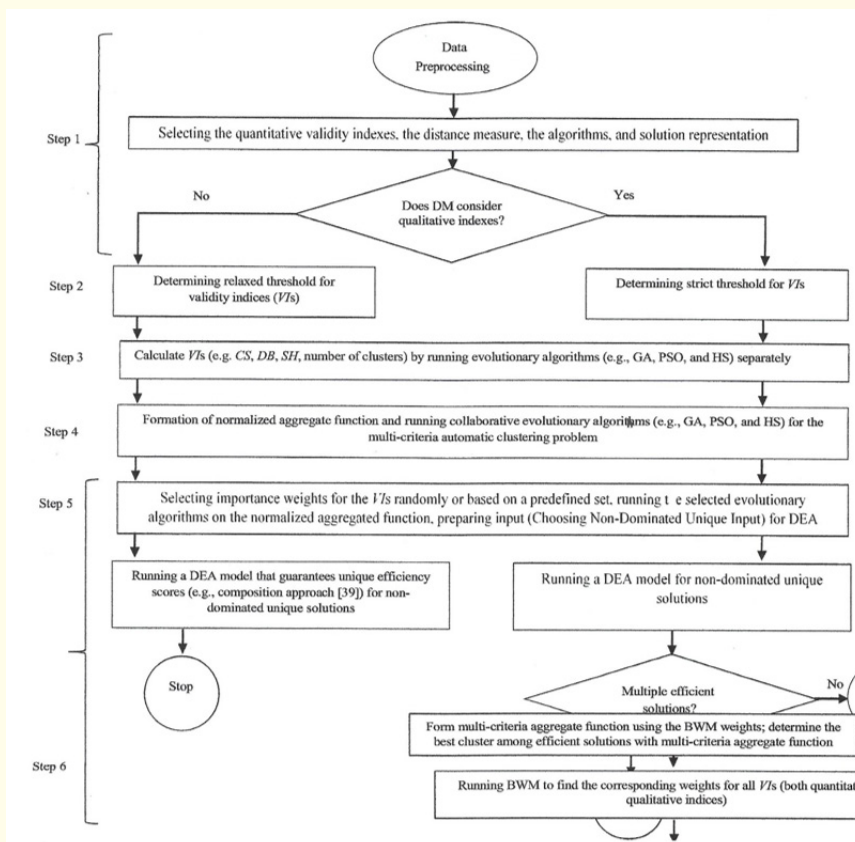 Data
Preprocessing
Step 1
Selecting the quantitative validity indexes, the distance measure, the algorithms, and solution representation
No
Does DM consider
qualitative indexes?
Yes
Step 2
Determining relaxed threshold for
validity indices (VIs)
Determining strict threshold for VIs
Step 3
Calculate VIs (e.g. CS, DB, SH, number of clusters) by running evolutionary algorithms (e.g., GA, PSO, and HS) separately
Step 4
Formation of normalized aggregate function and running collaborative evolutionary algorithms (e.g., GA, PSO, and HS) for the
multi-criteria automatic clustering problem
Step 5
Selecting importance weights for the VIs randomly or based on a predefined set, running t e selected evolutionary
algorithms on the normalized aggregated function, preparing input (Choosing Non-Dominated Unique Input) for DEA
Running a DEA model that guarantees unique efficiency
scores (e.g., composition approach [39]) for non-
dominated unique solutions
Running a DEA model for non-dominated unique
solutions
Stop
Multiple efficient
solutions?
No
Form multi-criteria aggregate function using the BWM weights; determine the
best cluster among efficient solutions with multi-criteria aggregate function
Step 6
Running BWM to find the corresponding weights for all VIs (both quantitat
qualitative indices)